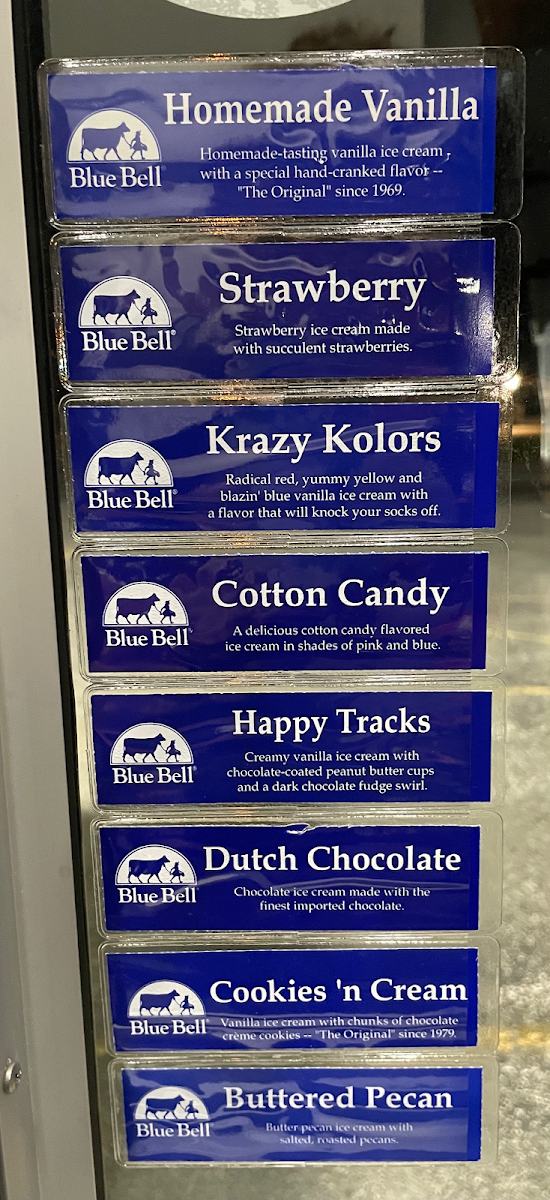 Homemade Vanilla
Blue Bell
Homemade-tasting vanilla ice cream
with a special hand-cranked flavor --
"The Original" since 1969.
Strawberry
Blue Bell®
Strawberry ice cream made
with succulent strawberries.
Krazy Kolors
Blue Bell®
Radical red, yummy yellow and
blazin' blue vanilla ice cream with
a flavor that will knock your socks off.
Cotton Candy
Blue Bell®
A delicious cotton candy flavored
ice cream in shades of pink and blue.
Happy Tracks
Blue Bell®
Creamy vanilla ice cream with
chocolate-coated peanut butter cups
and a dark chocolate fudge swirl.
Dutch Chocolate
Blue Bell®
Chocolate ice cream made with the
finest imported chocolate.
Cookies 'n Cream
Blue Bell®
Vanilla ice cream with chunks of chocolate
creme cookies -- "The Original" since 1979.
Buttered Pecan
Blue Bell®
Butter pecan ice cream with
salted, roasted pecans.